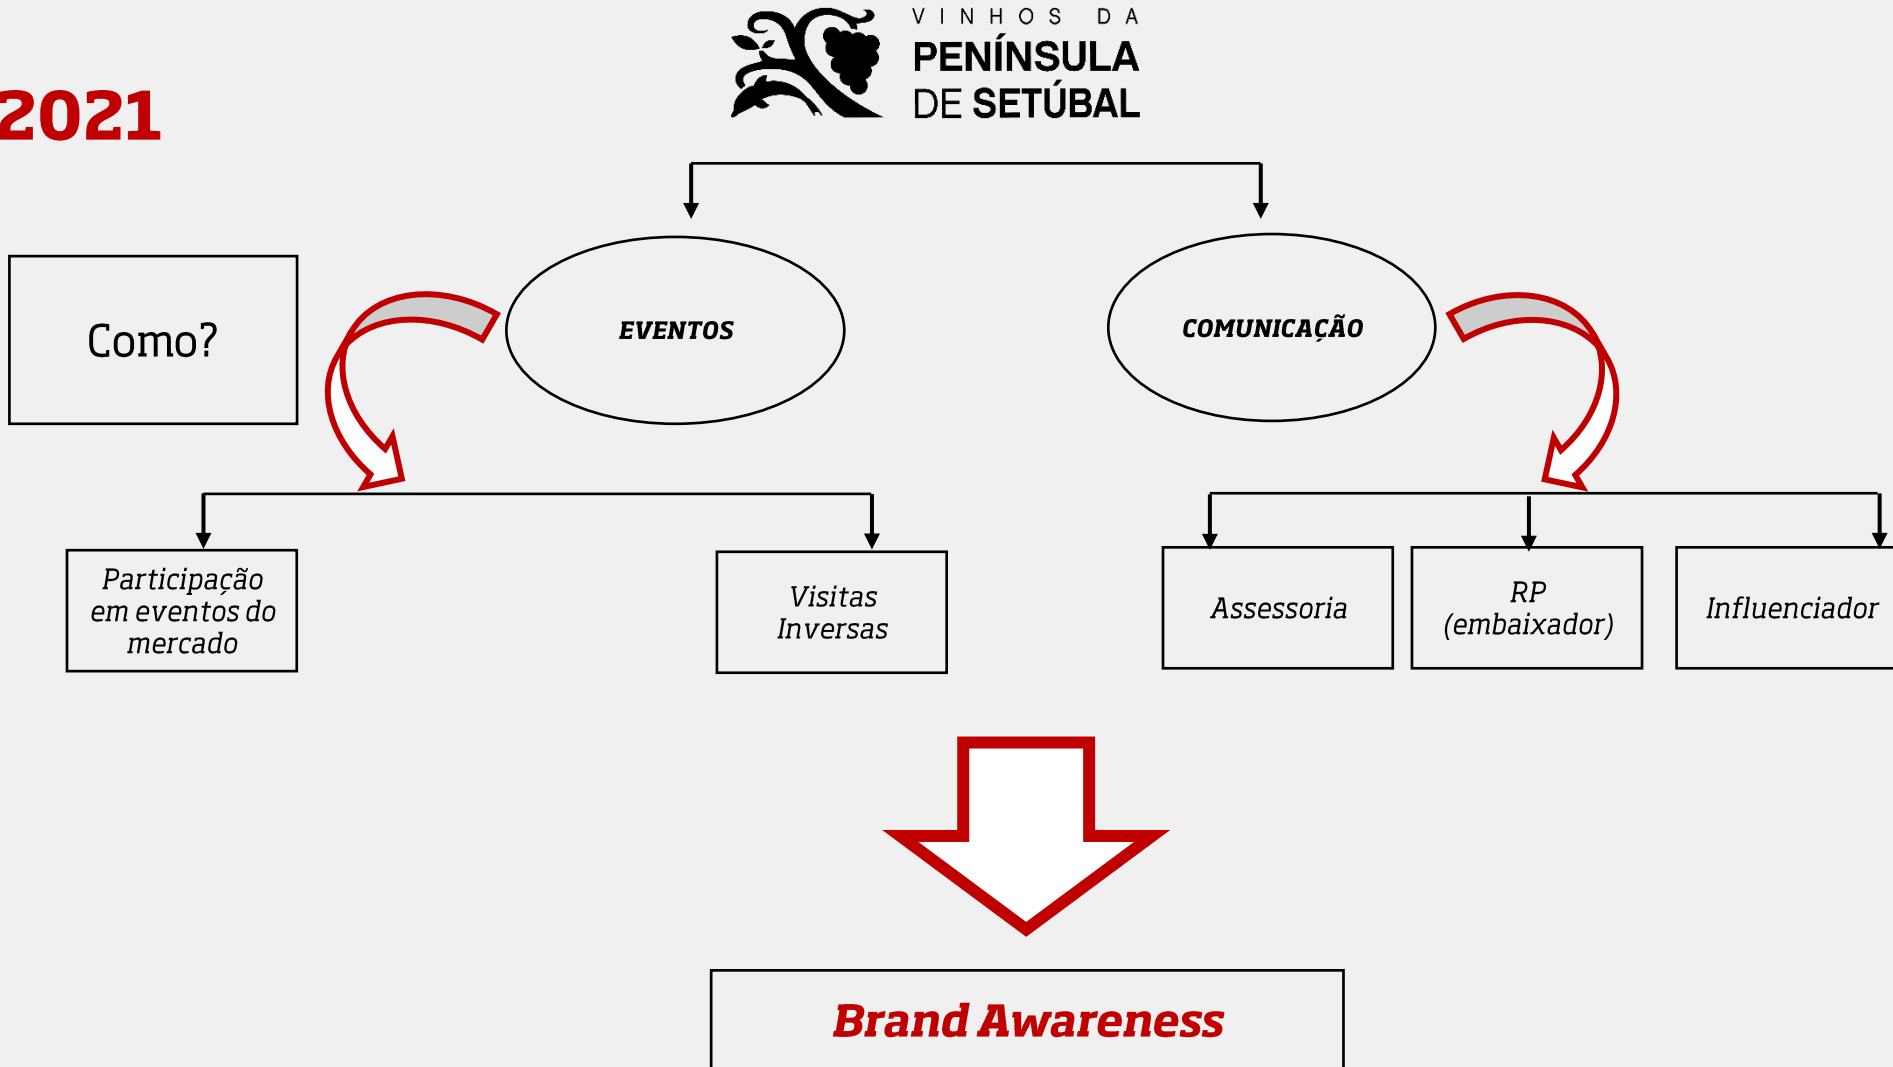 VINHOS DA
PENÍNSULA
DE SETÚBAL
2021
Como?
EVENTOS
COMUNICAÇÃO
Participação
em eventos do
mercado
Visitas
Inversas
Assessoria
RP
(embaixador)
Influenciador
Brand Awareness